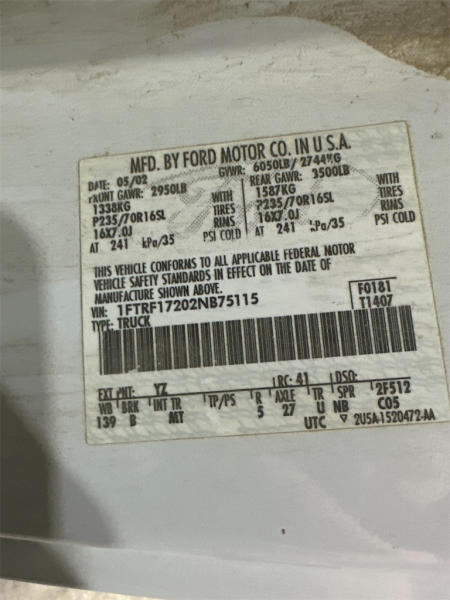 MFD. BY FORD MOTOR CO. IN U.S.A.
DATE: 05/02 GVWR: 6050LB/ 2744KG
FRONT GAWR: 2950LB REAR GAWR: 3500LB
1338KG WITH 1587KG WITH
P235/70R16SL TIRES P235/70R16SL TIRES
16X7.0J RIMS 16X7.0J RIMS
AT 241 kPa/35 PSI COLD AT 241 kPa/35 PSI COLD
THIS VEHICLE CONFORMS TO ALL APPLICABLE FEDERAL MOTOR
VEHICLE SAFETY STANDARDS IN EFFECT ON THE DATE OF
MANUFACTURE SHOWN ABOVE.
VIN: 1FTRF17202NB75115 F0181
TYPE: TRUCK T1407
EXT PNT: YZ RC: 41 DSO:
WB BRK INT TR TP/PS R AXLE TR SPR 2F512
139 B MT 5 27 U NB C05
UTC ▽ 2U5A-1520472-AA